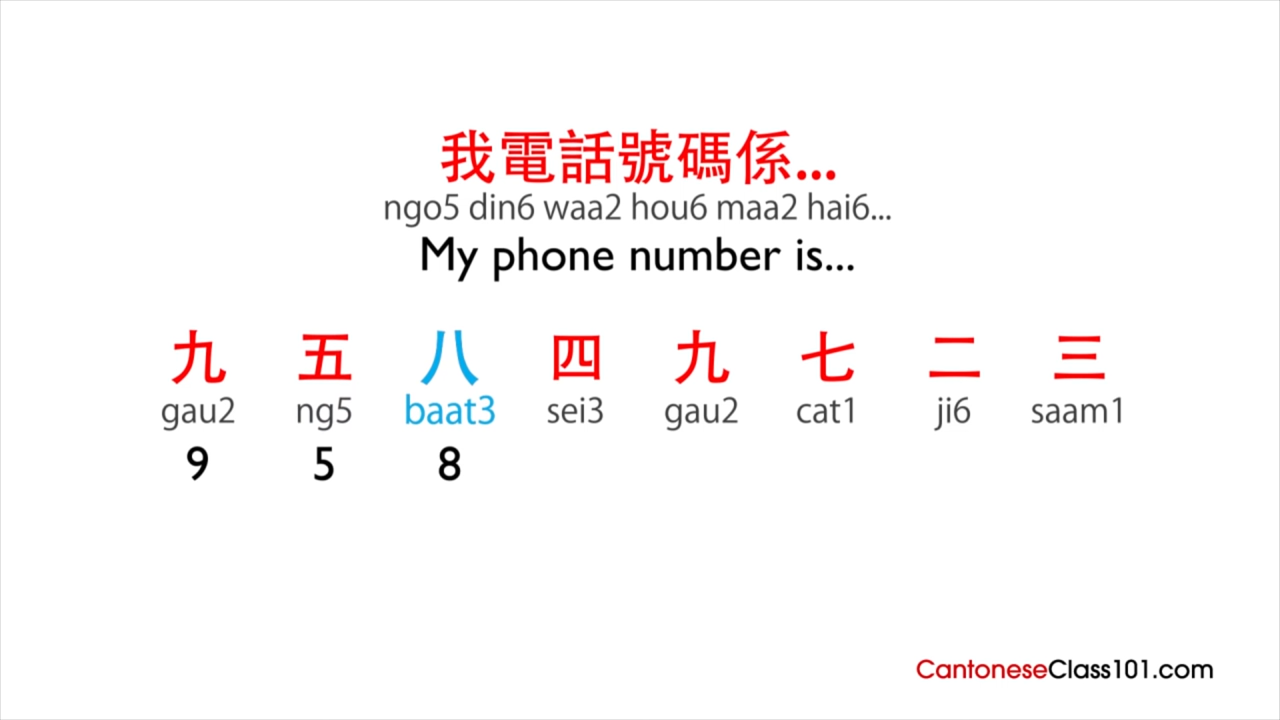 我電話號碼係...
ngo5 din6 waa2 hou6 maa2 hai6...
My phone number is...
九 五 八 四 九 七 二 三
gau2 ng5 baat3 sei3 gau2 cat1 ji6 saam1
9 5 8
CantoneseClass101.com